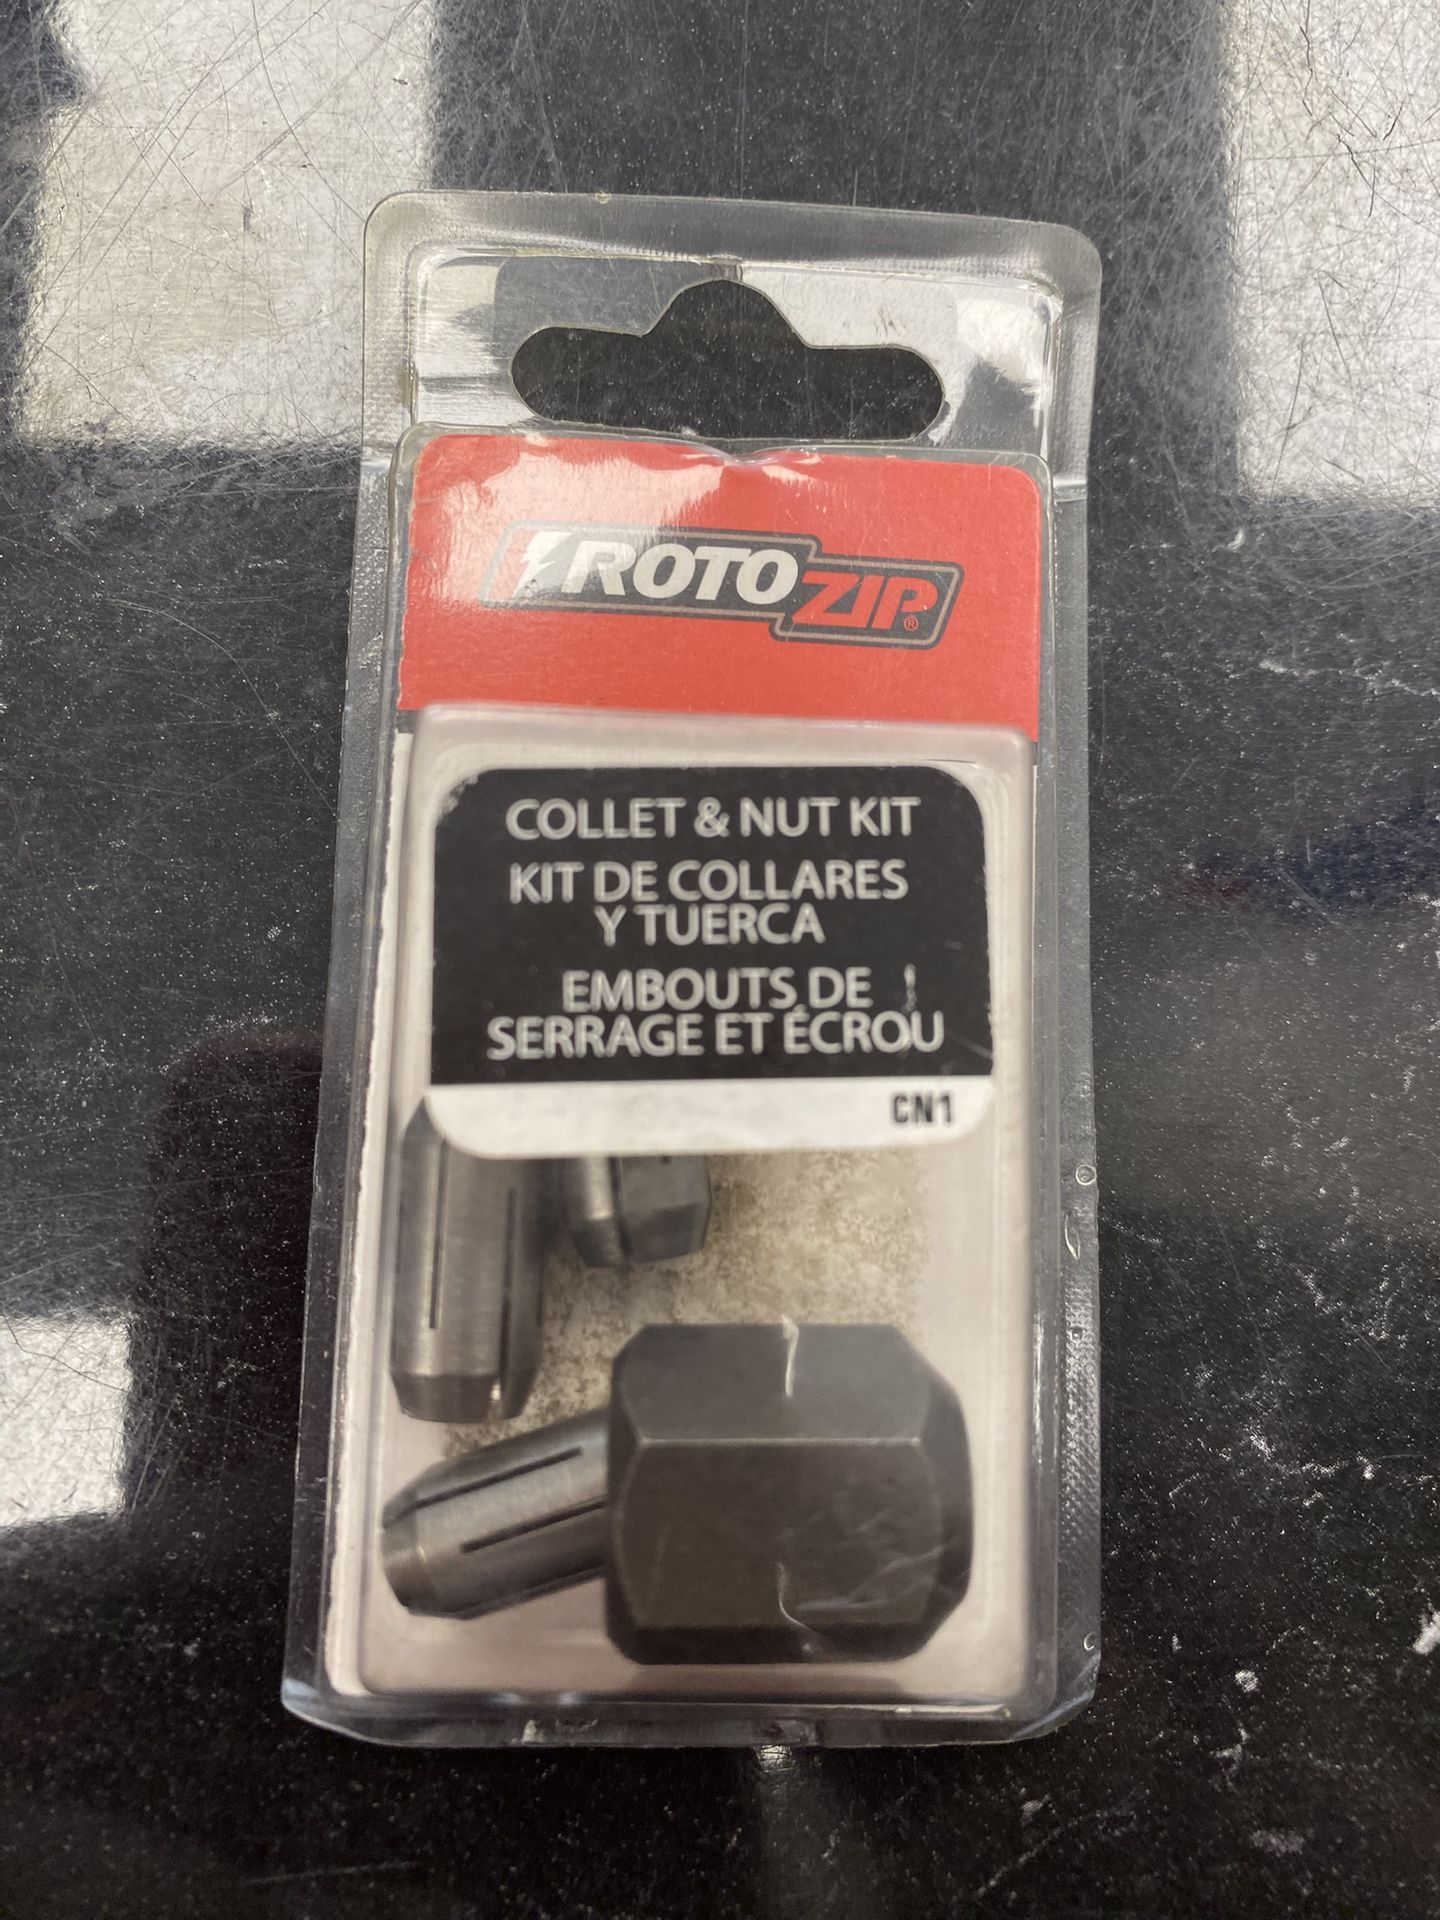 ROTOZIP®
COLLET & NUT KIT
KIT DE COLLARES
Y TUERCA
EMBOUTS DE
SERRAGE ET ÉCROU
CN1